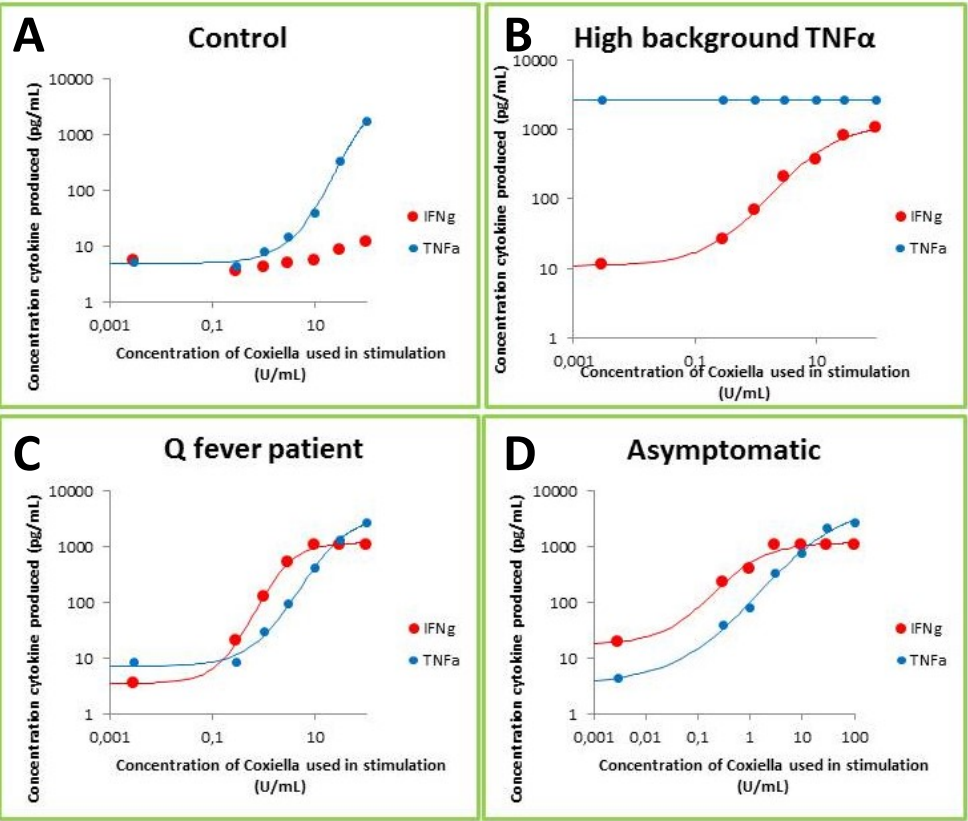 A
Control
Concentration cytokine produced (pg/mL)
10000
1000
100
10
1
0,001
0,1
10
IFNg
TNFa
Concentration of Coxiella used in stimulation
(U/mL)
B
High background TNFα
Concentration cytokine produced (pg/mL)
10000
1000
100
10
1
0,001
0,1
10
IFNg
TNFa
Concentration of Coxiella used in stimulation
(U/mL)
C
Q fever patient
Concentration cytokine produced (pg/mL)
10000
1000
100
10
1
0,001
0,1
10
IFNg
TNFa
Concentration of Coxiella used in stimulation
(U/mL)
D
Asymptomatic
Concentration cytokine produced (pg/mL)
10000
1000
100
10
1
0,001
0,01
0,1
1
10
100
IFNg
TNFa
Concentration of Coxiella used in stimulation
(U/mL)